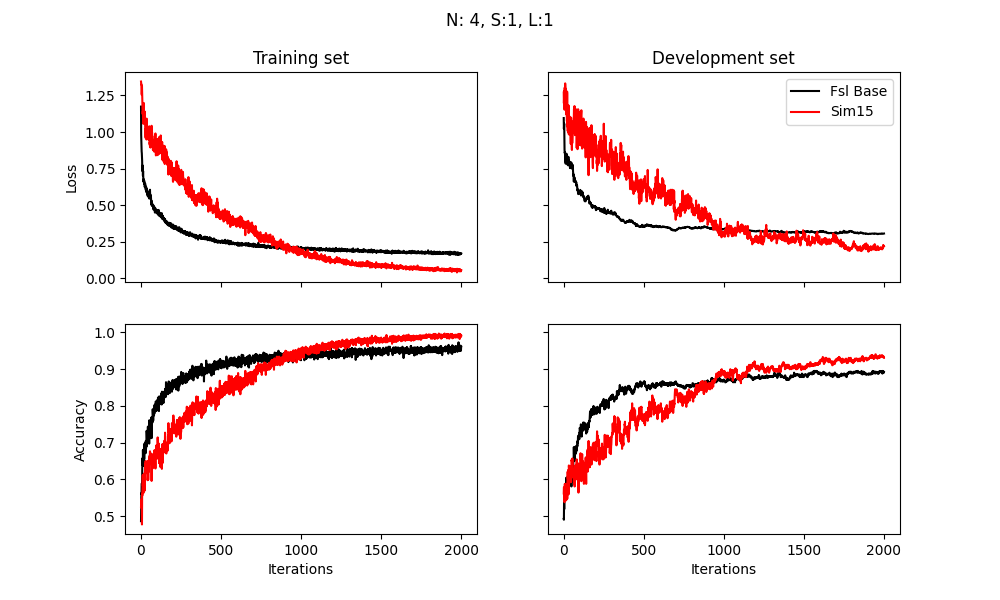 N: 4, S:1, L:1
Training set
Development set
Loss
1.25
1.00
0.75
0.50
0.25
0.00
Fsl Base
Sim15
Accuracy
1.0
0.9
0.8
0.7
0.6
0.5
0 500 1000 1500 2000
Iterations
0 500 1000 1500 2000
Iterations